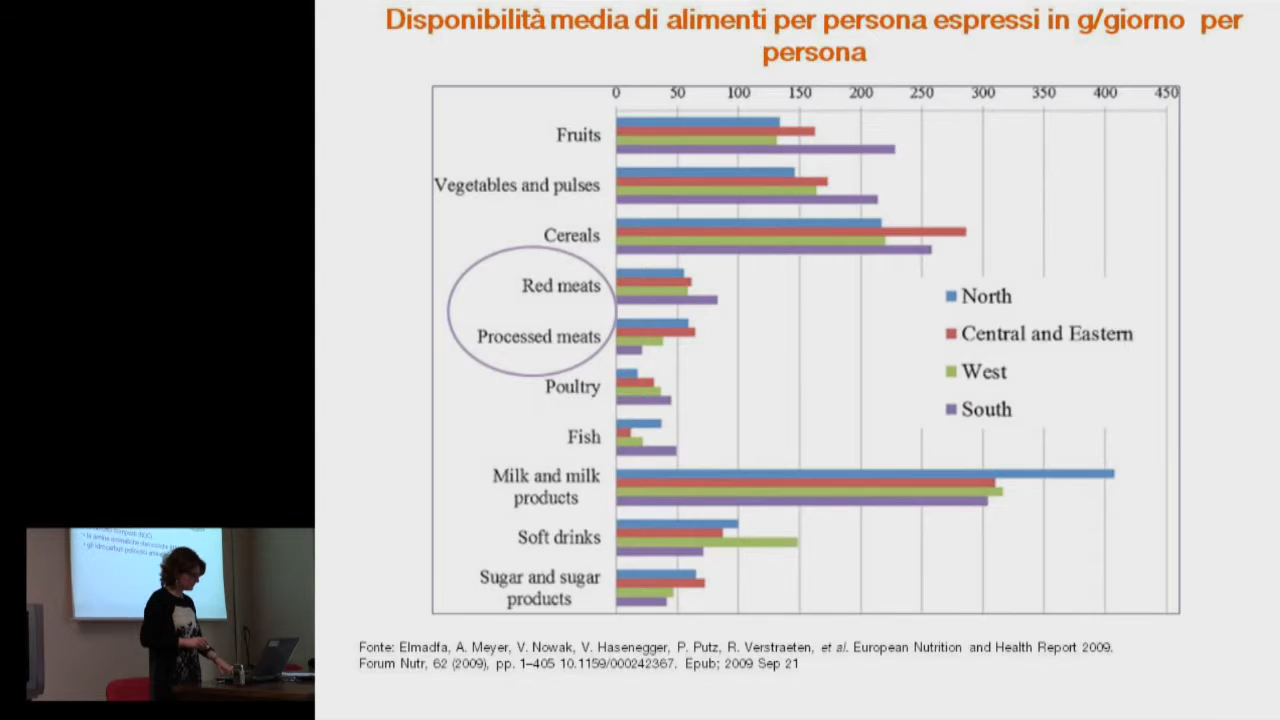 Disponibilità media di alimenti per persona espressi in g/giorno per
persona
0 50 100 150 200 250 300 350 400 450
Fruits
Vegetables and pulses
Cereals
Red meats
Processed meats
Poultry
Fish
Milk and milk
products
Soft drinks
Sugar and sugar
products
North
Central and Eastern
West
South
Fonte: Elmadfa, A. Meyer, V. Nowak, V. Hasenegger, P. Putz, R. Verstraeten, et al. European Nutrition and Health Report 2009.
Forum Nutr, 62 (2009), pp. 1–405 10.1159/000242367. Epub; 2009 Sep 21